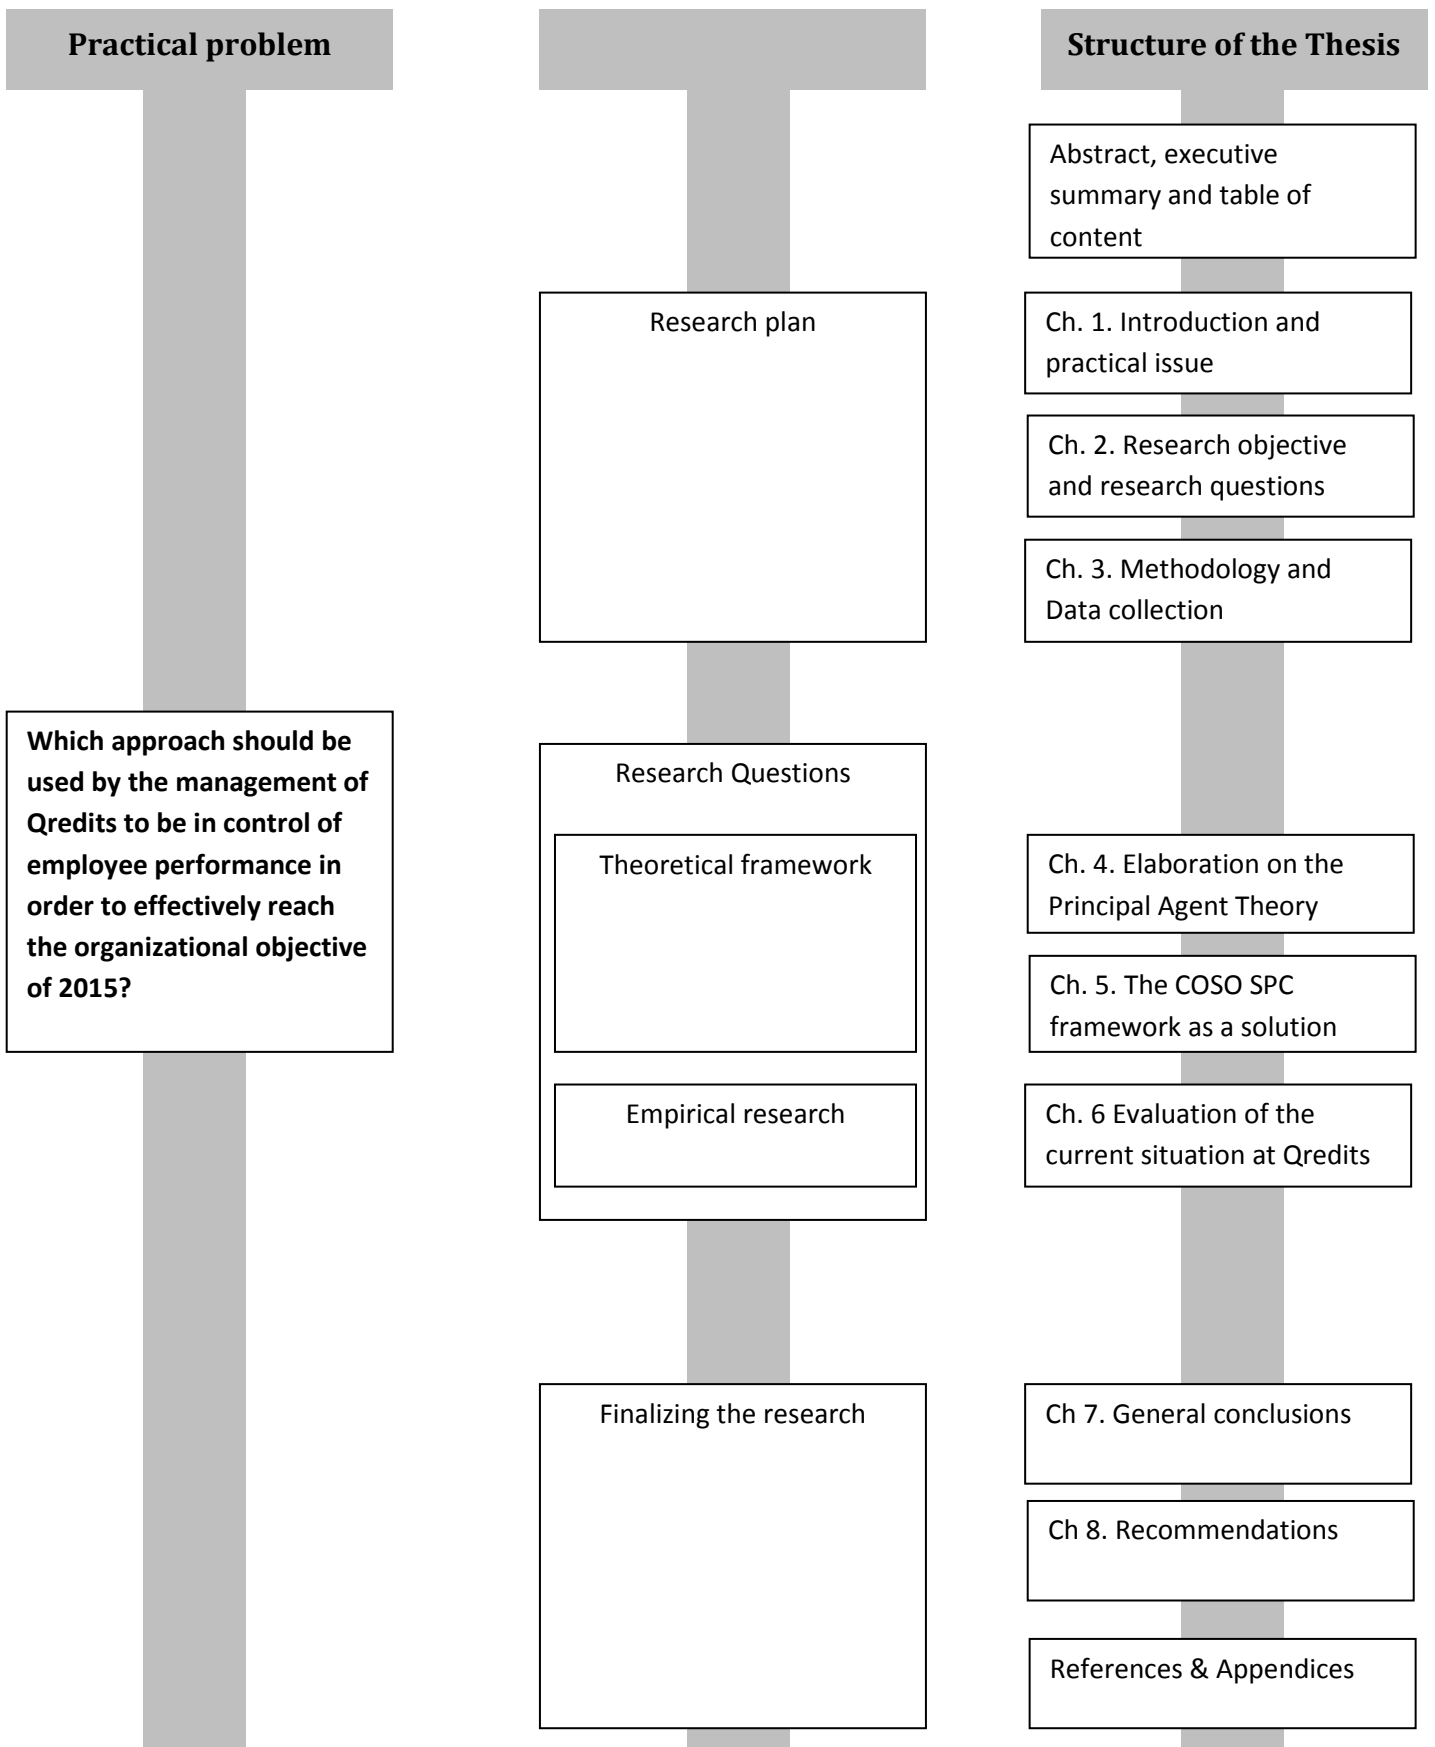 Practical problem
Structure of the Thesis
Which approach should be
used by the management of
Qredits to be in control of
employee performance in
order to effectively reach
the organizational objective
of 2015?
Research plan
Research Questions
Theoretical framework
Empirical research
Finalizing the research
Abstract, executive
summary and table of
content
Ch. 1. Introduction and
practical issue
Ch. 2. Research objective
and research questions
Ch. 3. Methodology and
Data collection
Ch. 4. Elaboration on the
Principal Agent Theory
Ch. 5. The COSO SPC
framework as a solution
Ch. 6 Evaluation of the
current situation at Qredits
Ch 7. General conclusions
Ch 8. Recommendations
References & Appendices